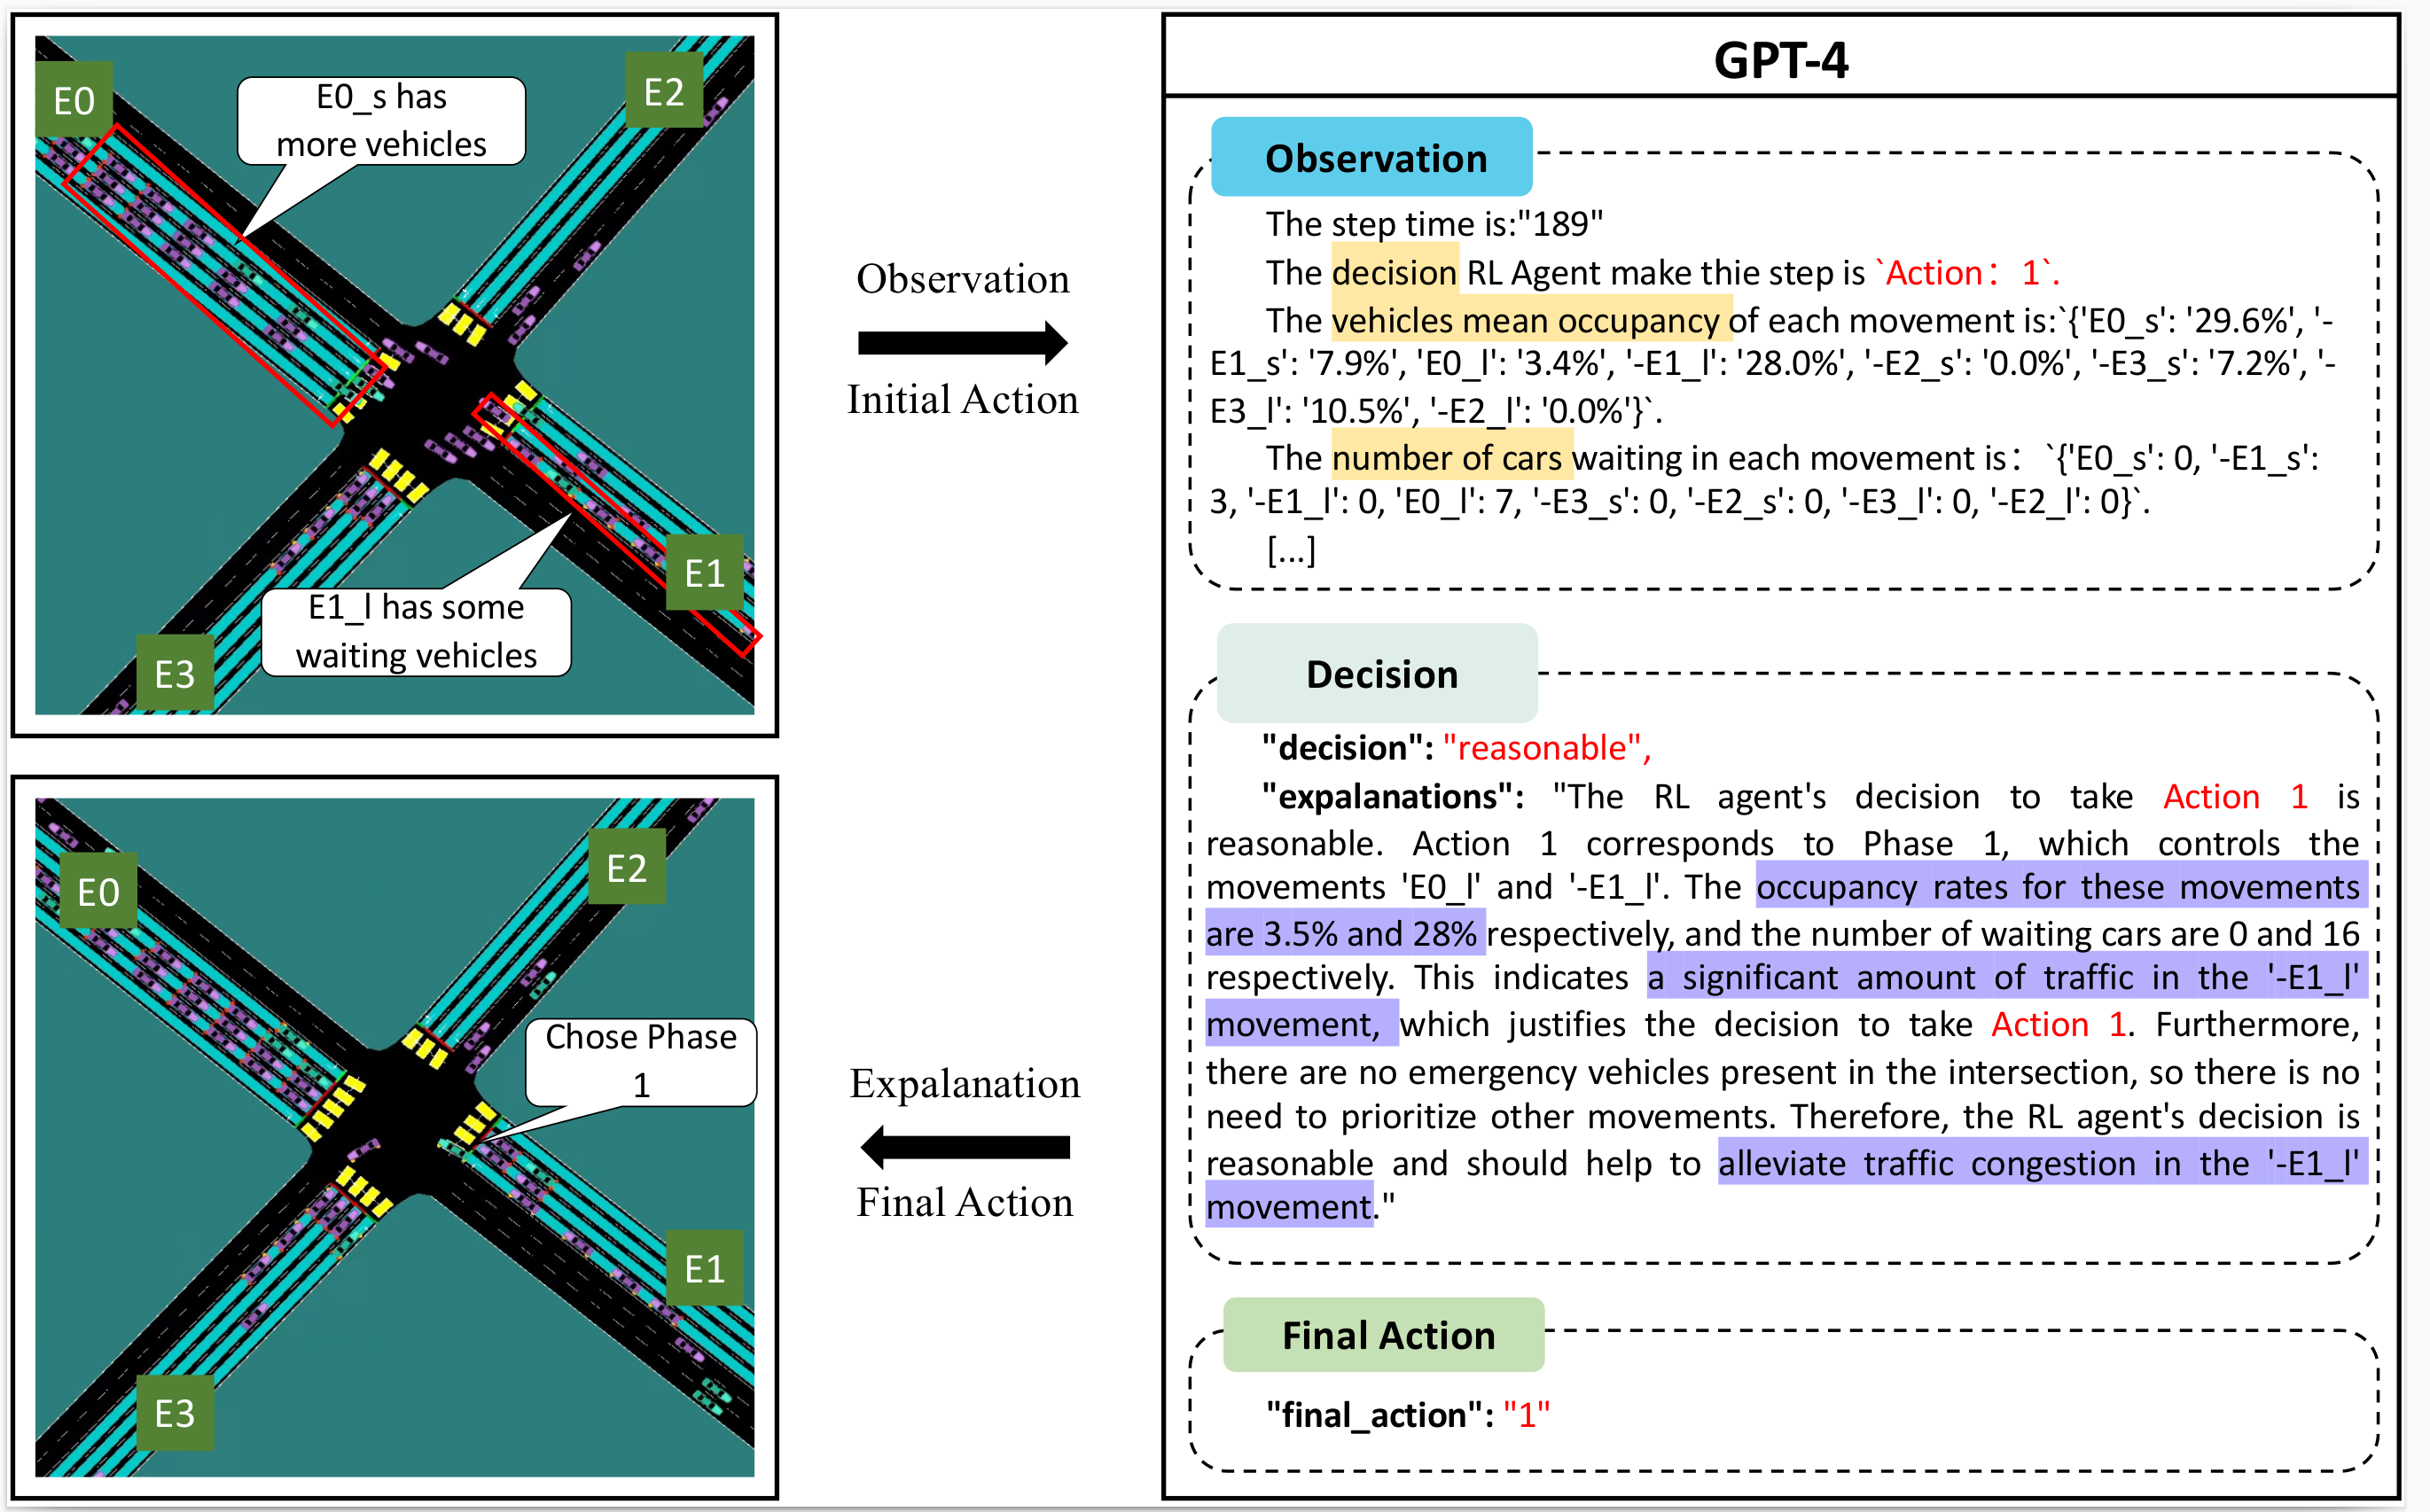 E0
E0_s has
more vehicles
E2
E1
E1_l has some
waiting vehicles
E3
Observation
Initial Action
E0
E2
Chose Phase
1
E1
E3
Expalanation
Final Action
GPT-4
Observation
The step time is:"189"
The decision RL Agent make thie step is `Action: 1`.
The vehicles mean occupancy of each movement is:`{'E0_s': '29.6%', '-
E1_s': '7.9%', 'E0_l': '3.4%', '-E1_l': '28.0%', '-E2_s': '0.0%', '-E3_s': '7.2%', '-
E3_l': '10.5%', '-E2_l': '0.0%'}`.
The number of cars waiting in each movement is: `{'E0_s': 0, '-E1_s':
3, '-E1_l': 0, 'E0_l': 7, '-E3_s': 0, '-E2_s': 0, '-E3_l': 0, '-E2_l': 0}`.
[...]
Decision
"decision": "reasonable",
"expalanations": "The RL agent's decision to take Action 1 is
reasonable. Action 1 corresponds to Phase 1, which controls the
movements 'E0_l' and '-E1_l'. The occupancy rates for these movements
are 3.5% and 28% respectively, and the number of waiting cars are 0 and 16
respectively. This indicates a significant amount of traffic in the '-E1_l'
movement, which justifies the decision to take Action 1. Furthermore,
there are no emergency vehicles present in the intersection, so there is no
need to prioritize other movements. Therefore, the RL agent's decision is
reasonable and should help to alleviate traffic congestion in the '-E1_l'
movement."
Final Action
"final_action": "1"